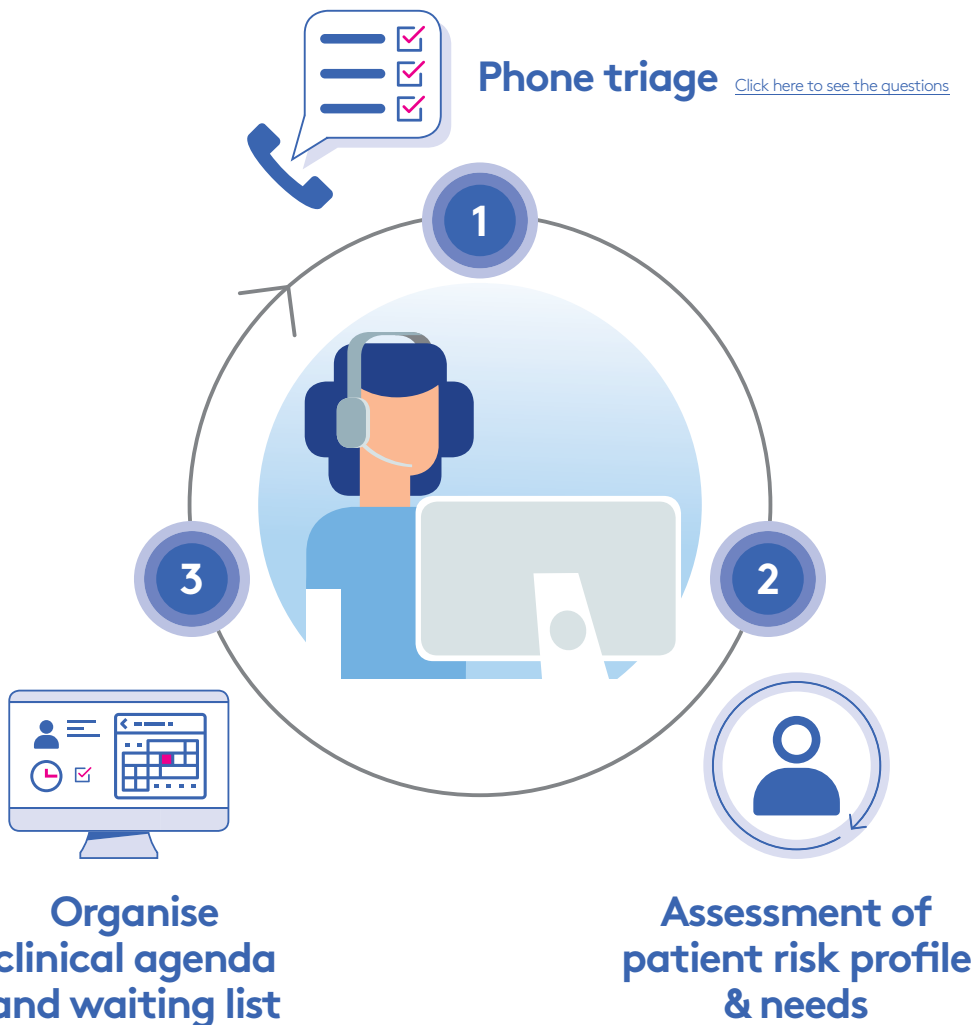 Phone triage
Click here to see the questions
1
3
2
Organise
clinical agenda
and waiting list
Assessment of
patient risk profile
& needs